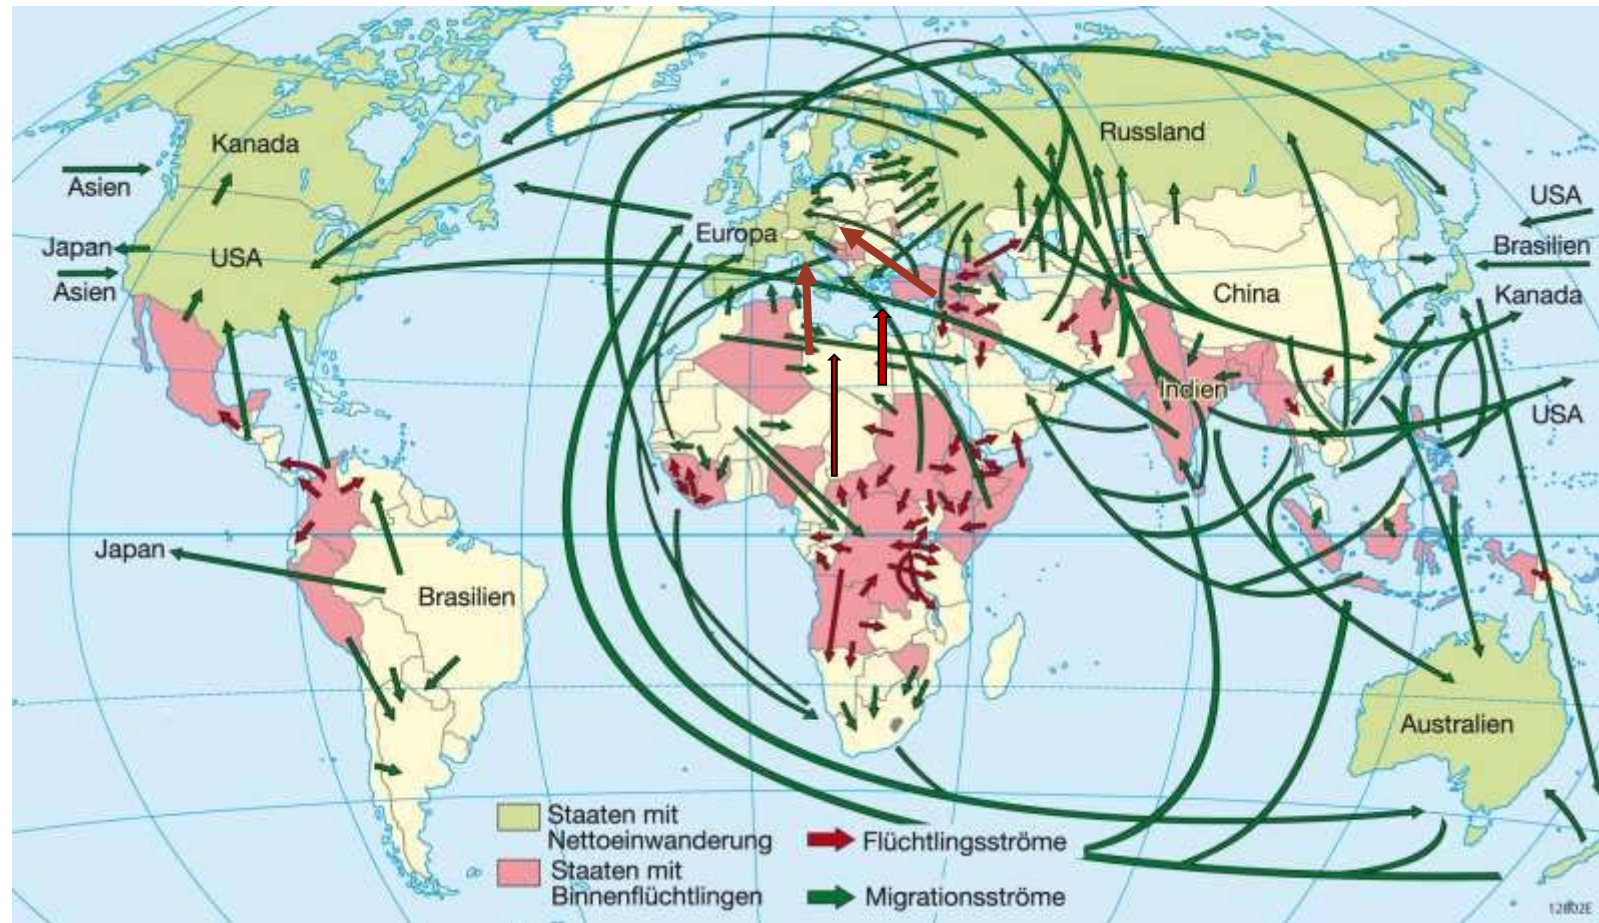 Kanada
Asien
Japan
Asien
USA
Europa
Russland
USA
Brasilien
Kanada
China
Indien
USA
Japan
Brasilien
Australien
Staaten mit
Nettoeinwanderung
Staaten mit
Binnenflüchtlingen
Flüchtlingsströme
Migrationsströme